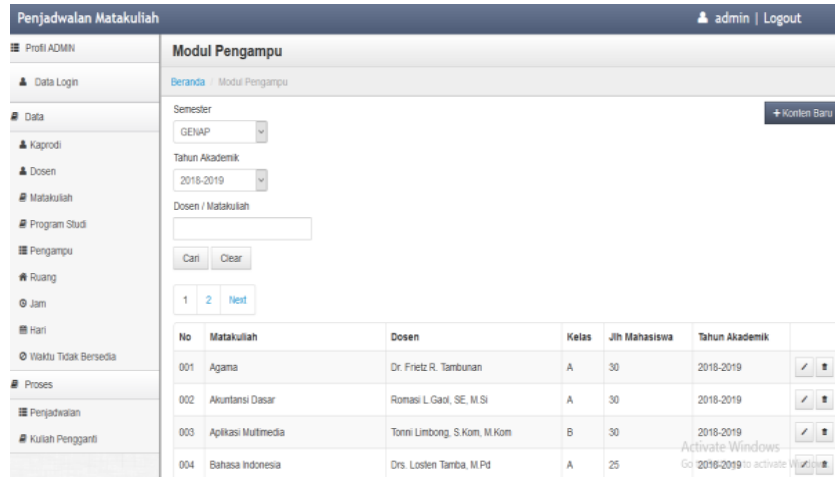 Penjadwalan Matakuliah
admin | Logout
Profil ADMIN
Data Login
Data
Kaprodi
Dosen
Matakuliah
Program Studi
Pengampu
Ruang
Jam
Hari
Waktu Tidak Bersedia
Proses
Penjadwalan
Kuliah Pengganti
Modul Pengampu
Beranda / Modul Pengampu
+ Konten Baru
Semester
GENAP
Tahun Akademik
2018-2019
Dosen / Matakuliah
Cari Clear
1 2 Next
No Matakuliah Dosen Kelas Jlh Mahasiswa Tahun Akademik
001 Agama Dr. Frietz R. Tambunan A 30 2018-2019
002 Akuntansi Dasar Romasi L.Gaol, SE, M.Si A 30 2018-2019
003 Aplikasi Multimedia Tonni Limbong, S.Kom, M.Kom B 30 2018-2019
004 Bahasa Indonesia Drs. Losten Tamba, M.Pd A 25 2018-2019
Activate Windows
Go to to activate